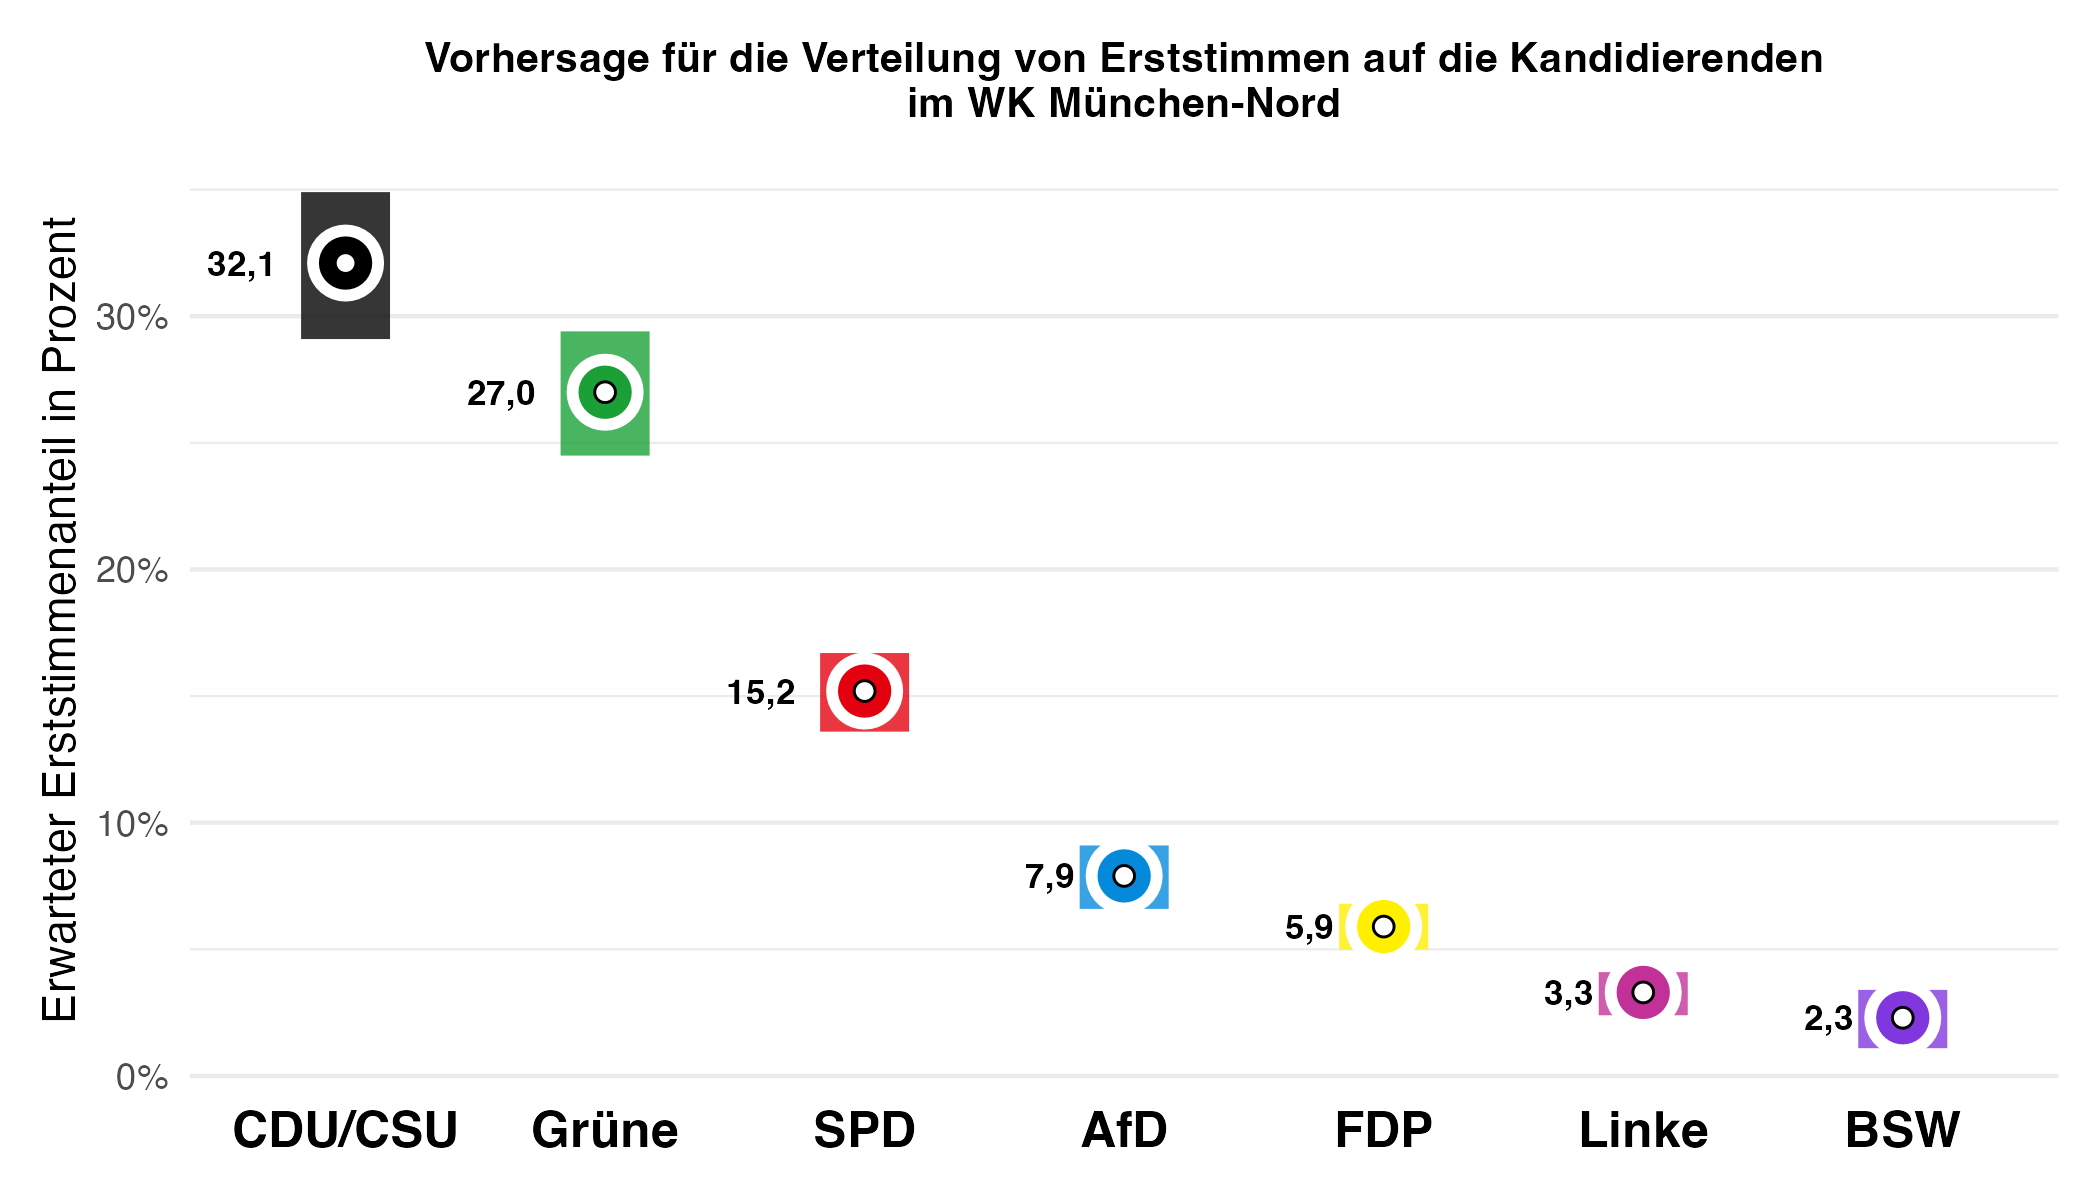 Vorhersage für die Verteilung von Erststimmen auf die Kandidierenden
im WK München-Nord
Erwarteter Erststimmenanteil in Prozent
30%
20%
10%
0%
32,1
27,0
15,2
7,9
5,9
3,3
2,3
CDU/CSU
Grüne
SPD
AfD
FDP
Linke
BSW